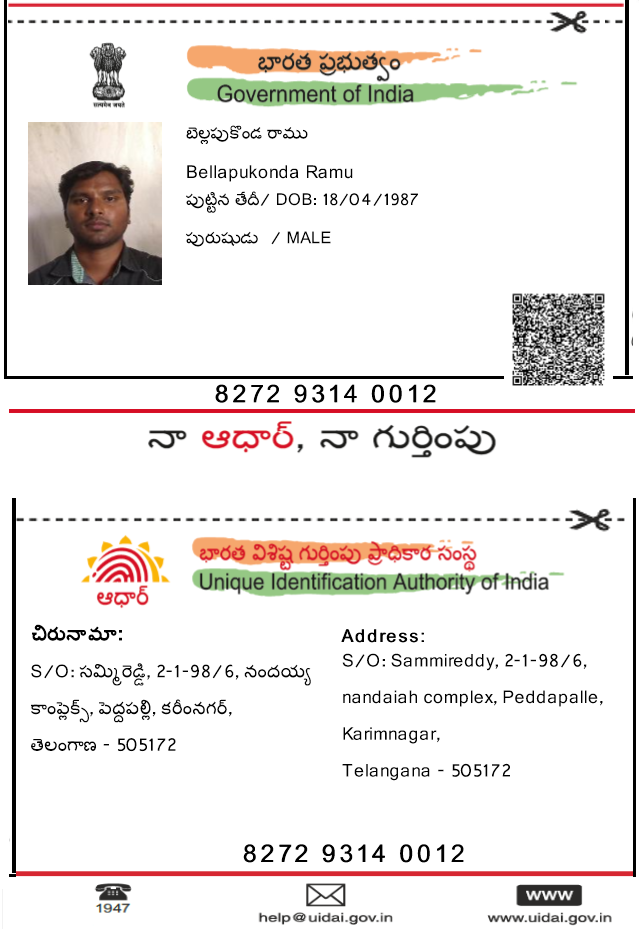 భారత ప్రభుత్వం
Government of India
सत्यमेव जयते
బెల్లపుకొండ రాము
Bellapukonda Ramu
పుట్టిన తేదీ/ DOB: 18/04/1987
పురుషుడు / MALE
8272 9314 0012
నా ఆధార్, నా గుర్తింపు
భారత విశిష్ట గుర్తింపు ప్రాధికార సంస్థ
Unique Identification Authority of India
ఆధార్
చిరునామా:
S/O: సమ్మిరెడ్డి, 2-1-98/6, నందయ్య
కాంప్లెక్స్, పెద్దపల్లి, కరీంనగర్,
తెలంగాణ - 505172
Address:
S/O: Sammireddy, 2-1-98/6,
nandaiah complex, Peddapalle,
Karimnagar,
Telangana - 505172
8272 9314 0012
1947
help@uidai.gov.in
www
www.uidai.gov.in